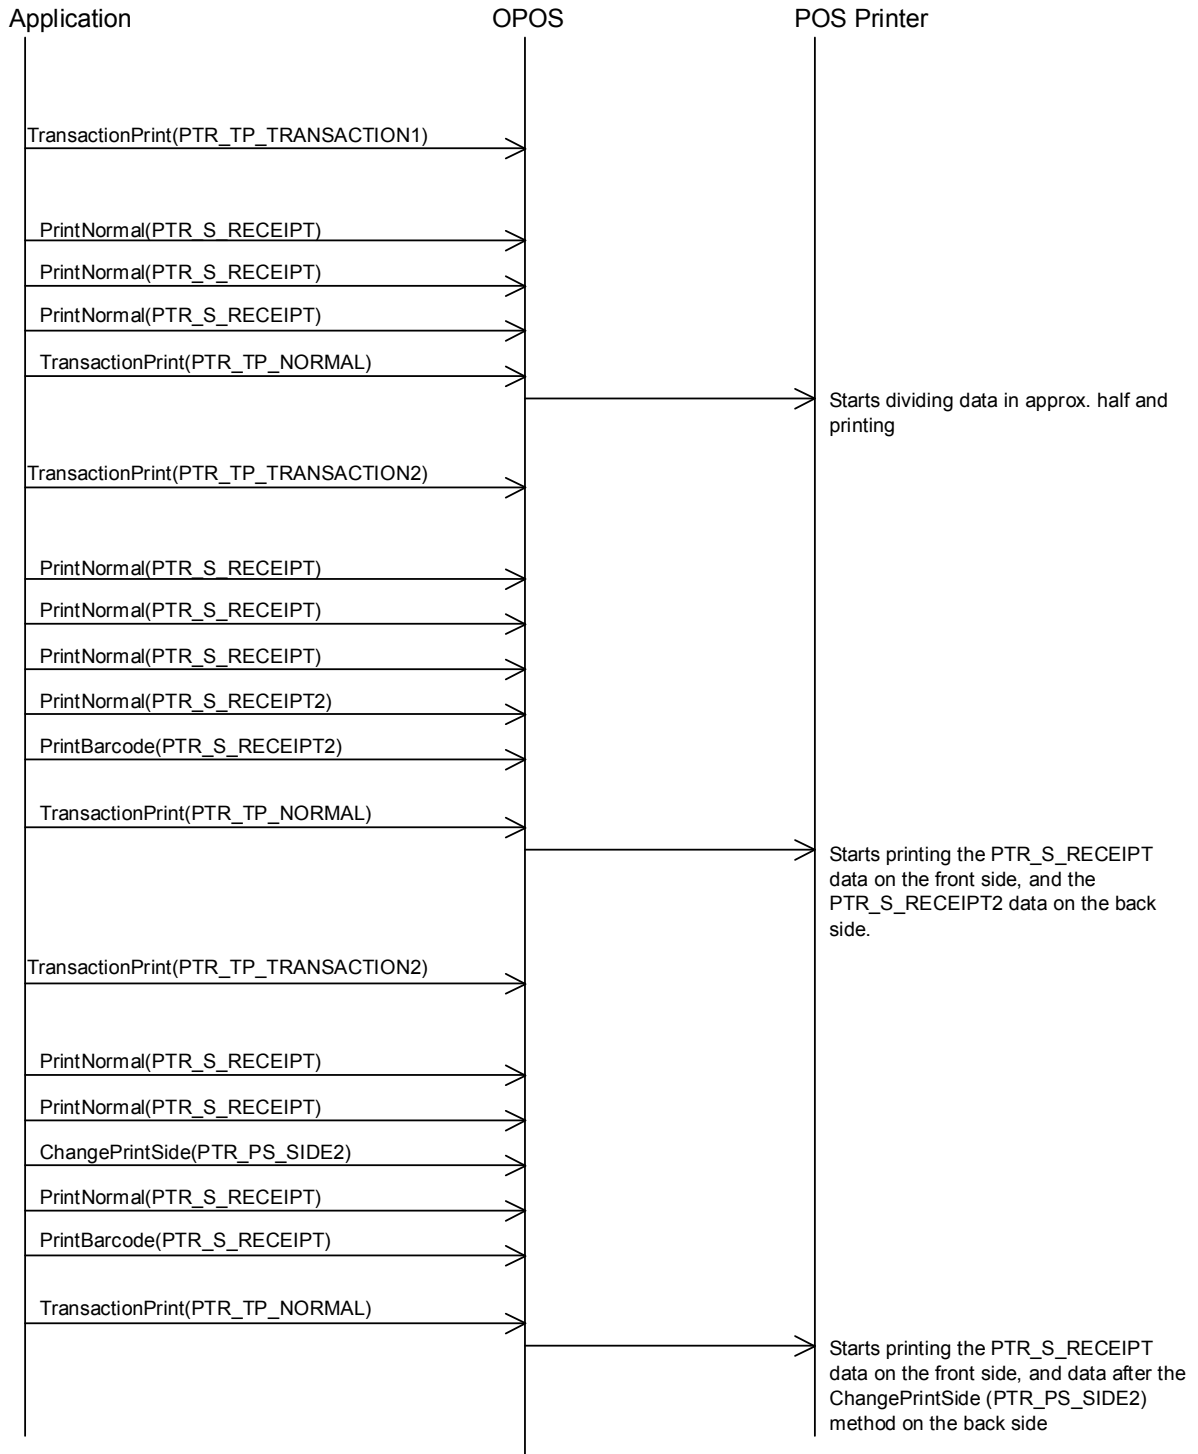 Application OPOS POS Printer
TransactionPrint(PTR_TP_TRANSACTION1)
PrintNormal(PTR_S_RECEIPT)
PrintNormal(PTR_S_RECEIPT)
PrintNormal(PTR_S_RECEIPT)
TransactionPrint(PTR_TP_NORMAL)
Starts dividing data in approx. half and
printing
TransactionPrint(PTR_TP_TRANSACTION2)
PrintNormal(PTR_S_RECEIPT)
PrintNormal(PTR_S_RECEIPT)
PrintNormal(PTR_S_RECEIPT)
PrintNormal(PTR_S_RECEIPT2)
PrintBarcode(PTR_S_RECEIPT2)
TransactionPrint(PTR_TP_NORMAL)
Starts printing the PTR_S_RECEIPT
data on the front side, and the
PTR_S_RECEIPT2 data on the back
side.
TransactionPrint(PTR_TP_TRANSACTION2)
PrintNormal(PTR_S_RECEIPT)
PrintNormal(PTR_S_RECEIPT)
ChangePrintSide(PTR_PS_SIDE2)
PrintNormal(PTR_S_RECEIPT)
PrintBarcode(PTR_S_RECEIPT)
TransactionPrint(PTR_TP_NORMAL)
Starts printing the PTR_S_RECEIPT
data on the front side, and data after the
ChangePrintSide (PTR_PS_SIDE2)
method on the back side